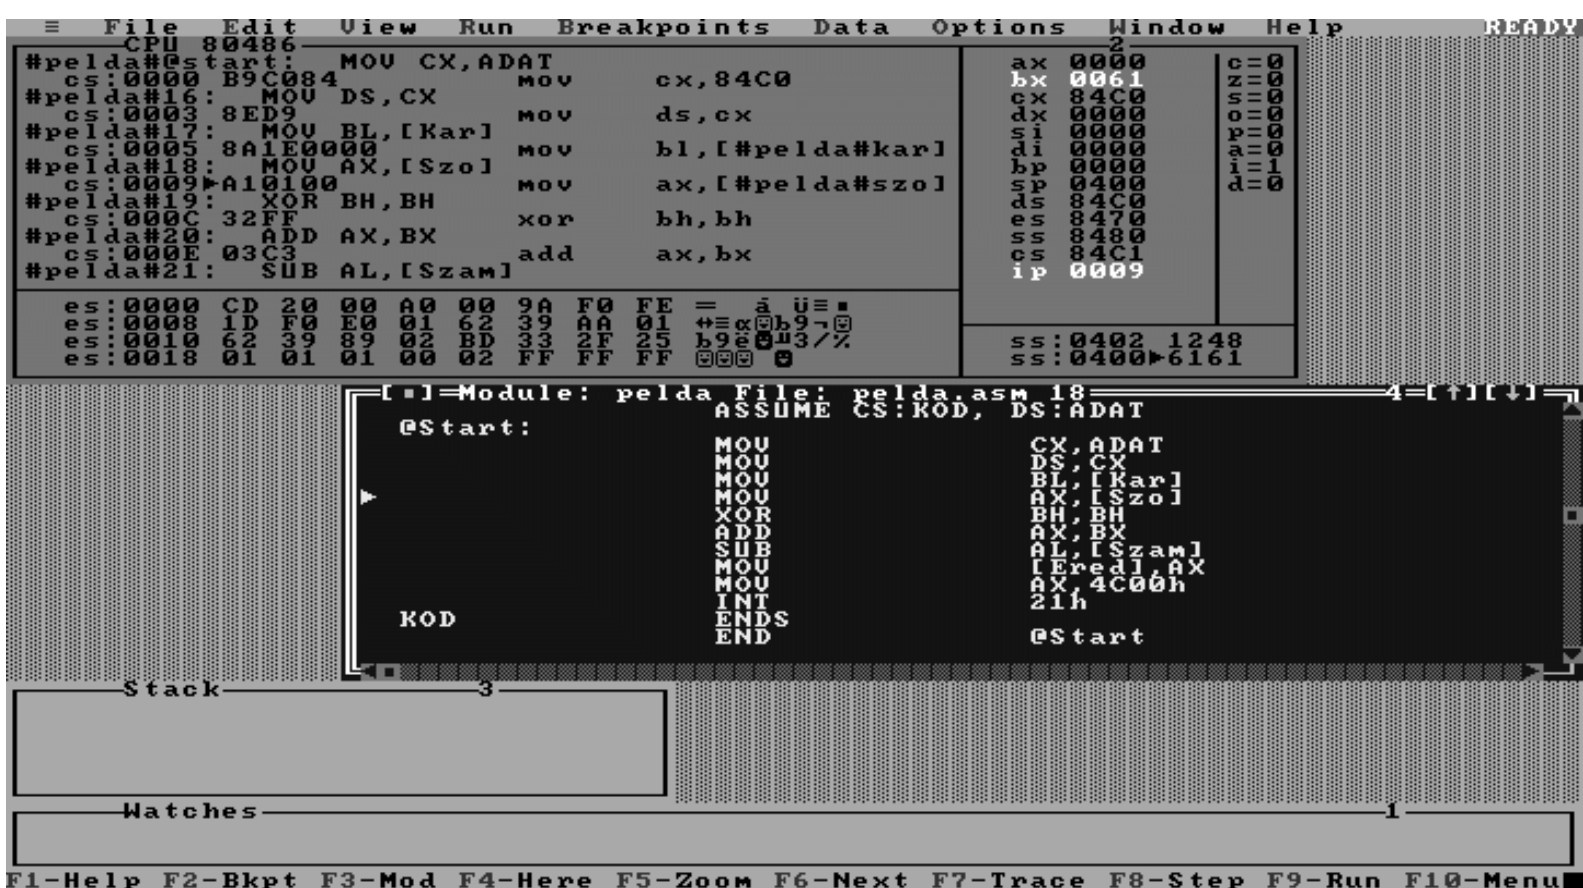 ≡ File Edit View Run Breakpoints Data Options Window Help READY
CPU 80486 2
#pelda#@start: MOV CX,ADAT
cs:0000 B9C084 mov cx,84C0
#pelda#16: MOV DS,CX
cs:0003 8ED9 mov ds,cx
#pelda#17: MOV BL,[Kar]
cs:0005 8A1E0000 mov bl,[#pelda#kar]
#pelda#18: MOV AX,[Szo]
cs:0009►A10100 mov ax,[#pelda#szo]
#pelda#19: XOR BH,BH
cs:000C 32FF xor bh,bh
#pelda#20: ADD AX,BX
cs:000E 03C3 add ax,bx
#pelda#21: SUB AL,[Szam]
ax 0000 c=0
bx 0061 z=0
cx 84C0 s=0
dx 0000 o=0
si 0000 p=0
di 0000 a=0
bp 0000 i=1
sp 0400 d=0
ds 84C0
es 8470
ss 8480
cs 84C1
ip 0009
es:0000 CD 20 00 A0 00 9A F0 FE = á ü≡■
es:0008 1D F0 E0 01 62 39 AA 01 ↔≡α☺b9¬☺
es:0010 62 39 89 02 BD 33 2F 25 b9ë☻╜3/%
es:0018 01 01 01 00 02 FF FF FF ☺☺☺ ☻
ss:0402 1248
ss:0400►6161
[■]=Module: pelda File: pelda.asm 18 4=[↑][↓]
ASSUME CS:KOD, DS:ADAT
@Start:
MOV CX,ADAT
MOV DS,CX
MOV BL,[Kar]
► MOV AX,[Szo]
XOR BH,BH
ADD AX,BX
SUB AL,[Szam]
MOV [Ered],AX
MOV AX,4C00h
INT 21h
KOD ENDS
END @Start
Stack 3
Watches 1
F1-Help F2-Bkpt F3-Mod F4-Here F5-Zoom F6-Next F7-Trace F8-Step F9-Run F10-Menu